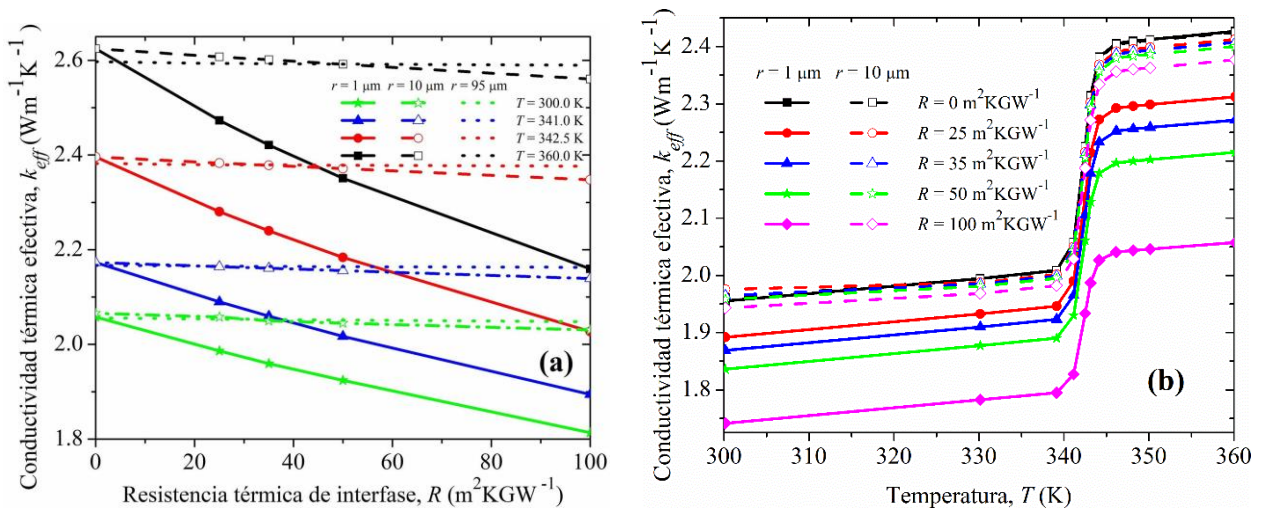 Conductividad térmica efectiva, k_eff (Wm⁻¹K⁻¹)
2.6
2.4
2.2
2.0
1.8
r = 1 μm r = 10 μm r = 95 μm
T = 300.0 K
T = 341.0 K
T = 342.5 K
T = 360.0 K
(a)
0 20 40 60 80 100
Resistencia térmica de interfase, R (m²KGW⁻¹)
Conductividad térmica efectiva, k_eff (Wm⁻¹K⁻¹)
2.4
2.3
2.2
2.1
2.0
1.9
1.8
r = 1 μm r = 10 μm
R = 0 m²KGW⁻¹
R = 25 m²KGW⁻¹
R = 35 m²KGW⁻¹
R = 50 m²KGW⁻¹
R = 100 m²KGW⁻¹
(b)
300 310 320 330 340 350 360
Temperatura, T (K)